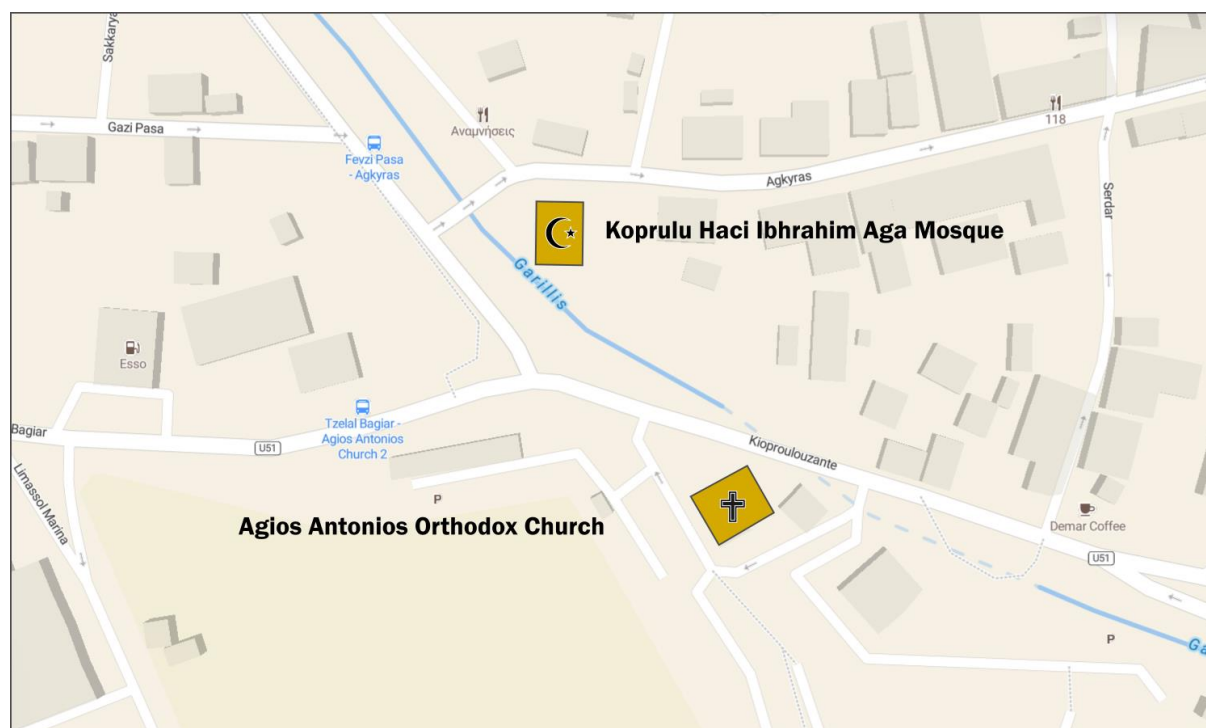 Sakkarya
Gazi Pasa
Αναμνήσεις
118
Fevzi Pasa
- Agkyras
Agkyras
Serdar
Koprulu Haci Ibhrahim Aga Mosque
Garillis
Esso
Tzelal Bagiar -
Agios Antonios
Church 2
Bagiar
U51
Kioproulouzante
Limassol Marina
P
Agios Antonios Orthodox Church
Demar Coffee
U51
P
Ga